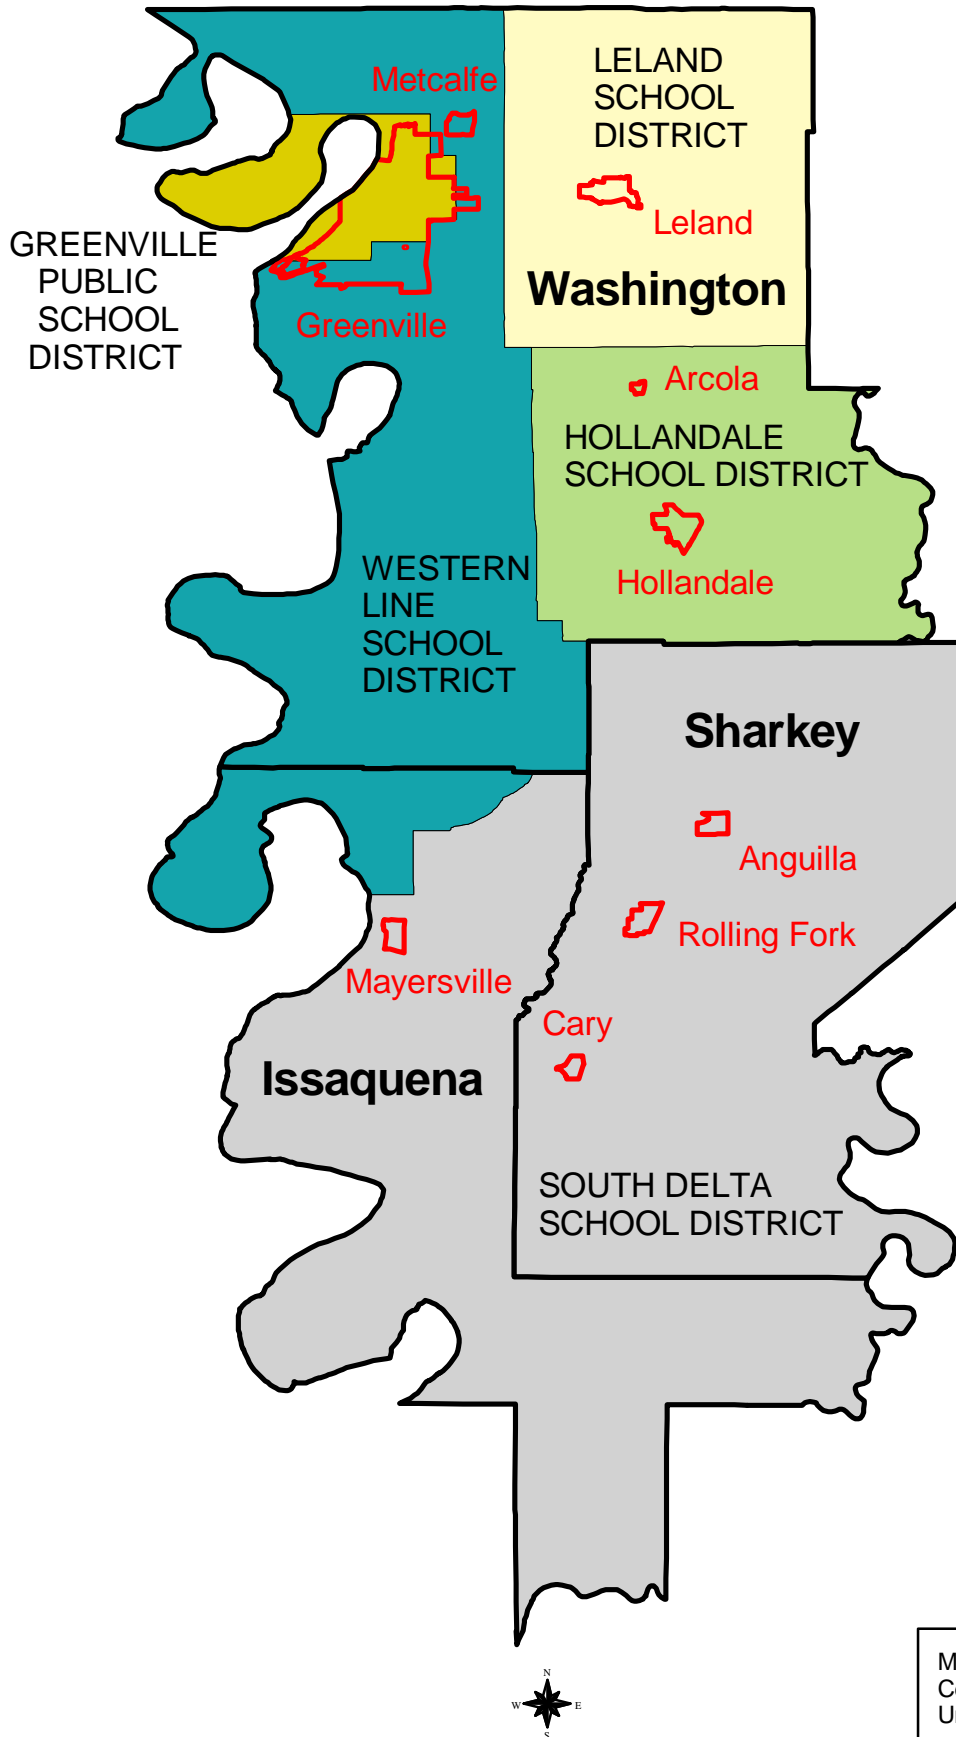 Metcalfe
LELAND
SCHOOL
DISTRICT
Leland
GREENVILLE
PUBLIC
SCHOOL
DISTRICT
Washington
Greenville
Arcola
HOLLANDALE
SCHOOL DISTRICT
Hollandale
WESTERN
LINE
SCHOOL
DISTRICT
Sharkey
Anguilla
Rolling Fork
Mayersville
Cary
Issaquena
SOUTH DELTA
SCHOOL DISTRICT
N
W E
S